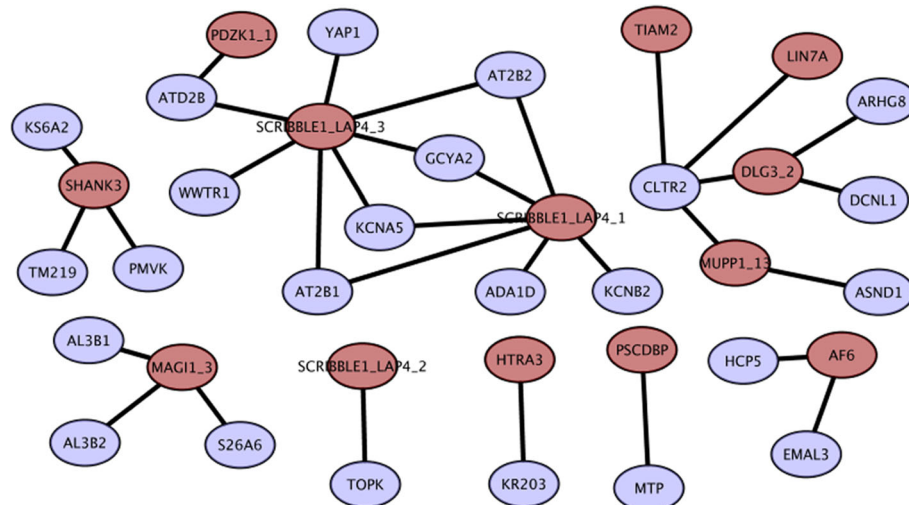 PDZK1_1
YAP1
TIAM2
LIN7A
AT2B2
ATD2B
ARHG8
KS6A2
SCRIBBLE1_LAP4_3
GCYA2
SHANK3
WWTR1
CLTR2
DLG3_2
DCNL1
KCNA5
SCRIBBLE1_LAP4_1
TM219
PMVK
MUPP1_13
AT2B1
ADA1D
KCNB2
ASND1
AL3B1
MAGI1_3
SCRIBBLE1_LAP4_2
HTRA3
PSCDBP
HCP5
AF6
AL3B2
S26A6
EMAL3
TOPK
KR203
MTP